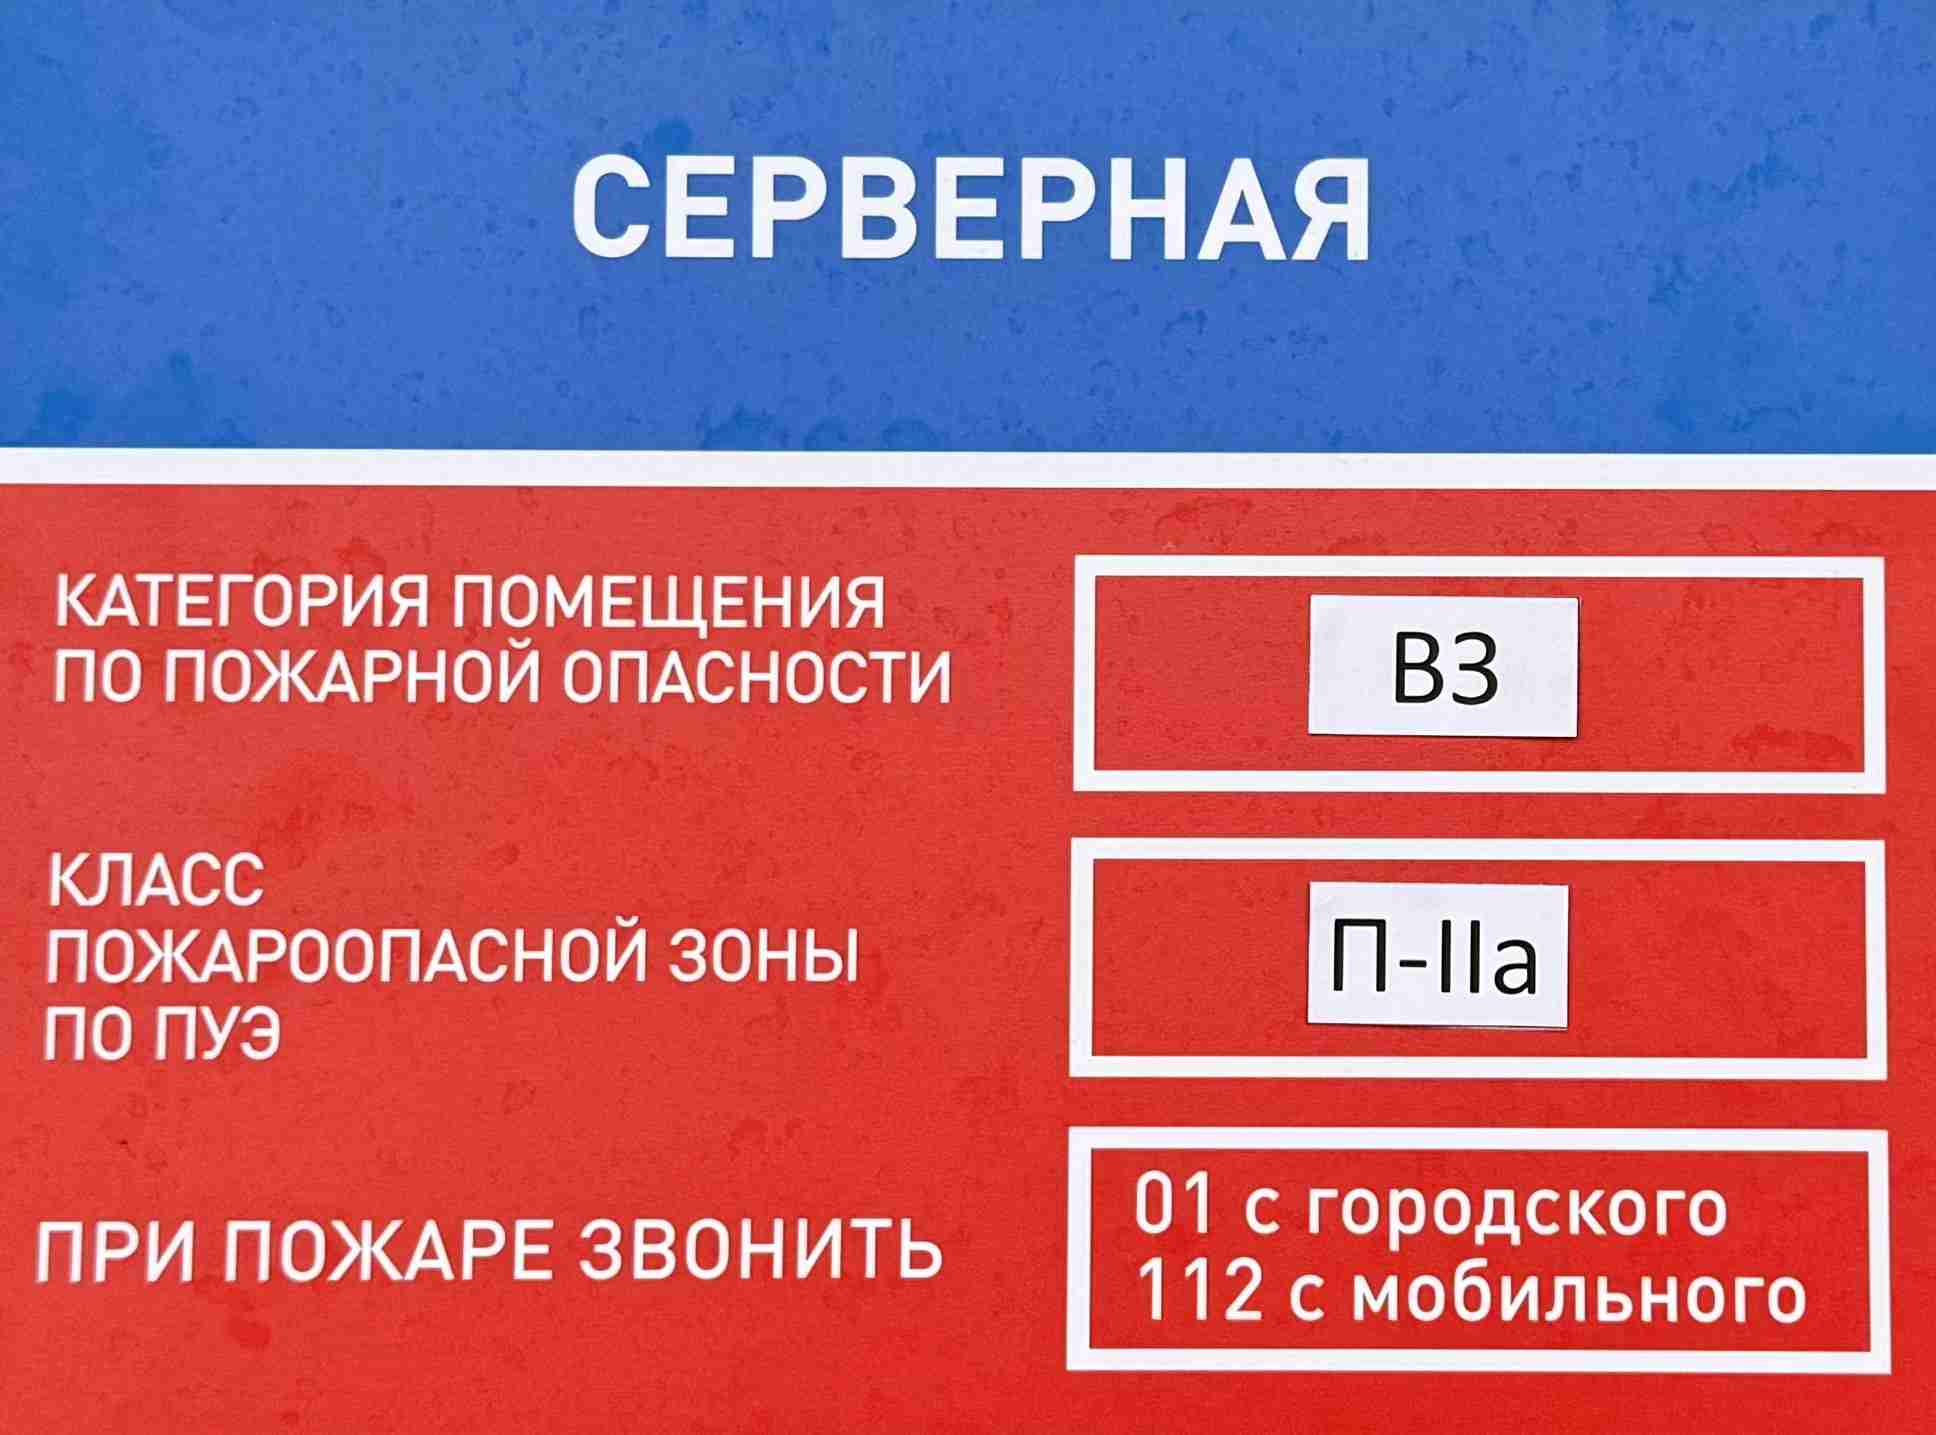 СЕРВЕРНАЯ
КАТЕГОРИЯ ПОМЕЩЕНИЯ
ПО ПОЖАРНОЙ ОПАСНОСТИ
В3
КЛАСС
ПОЖАРООПАСНОЙ ЗОНЫ
ПО ПУЭ
П-IIа
ПРИ ПОЖАРЕ ЗВОНИТЬ
01 с городского
112 с мобильного